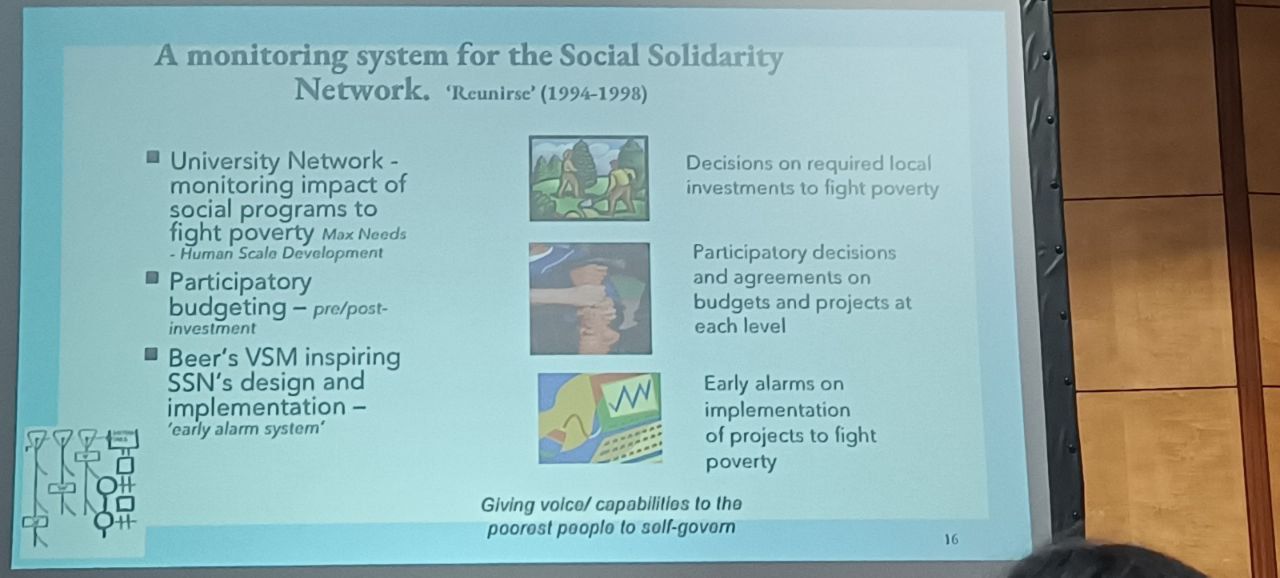 A monitoring system for the Social Solidarity
Network. 'Reunirse' (1994-1998)
University Network -
monitoring impact of
social programs to
fight poverty Max Needs
- Human Scale Development
Participatory
budgeting – pre/post-
investment
Beer's VSM inspiring
SSN's design and
implementation –
'early alarm system'
Decisions on required local
investments to fight poverty
Participatory decisions
and agreements on
budgets and projects at
each level
Early alarms on
implementation
of projects to fight
poverty
Giving voice/ capabilities to the
poorest people to self-govern
16